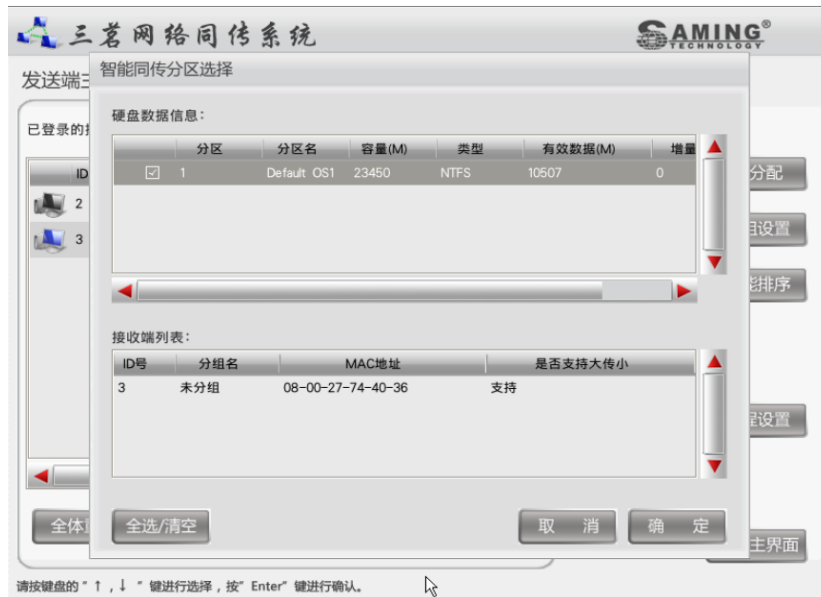 三茗网络同传系统
SAMING®
TECHNOLOGY
发送端主
智能同传分区选择
已登录的
硬盘数据信息:
分区 分区名 容量(M) 类型 有效数据(M) 增量
1 Default OS1 23450 NTFS 10507 0
ID
2
3
分配
组设置
能排序
接收端列表:
ID号 分组名 MAC地址 是否支持大传小
3 未分组 08-00-27-74-40-36 支持
程设置
全体重
全选/清空
取 消
确 定
主界面
请按键盘的“↑,↓ ”键进行选择,按“Enter”键进行确认。